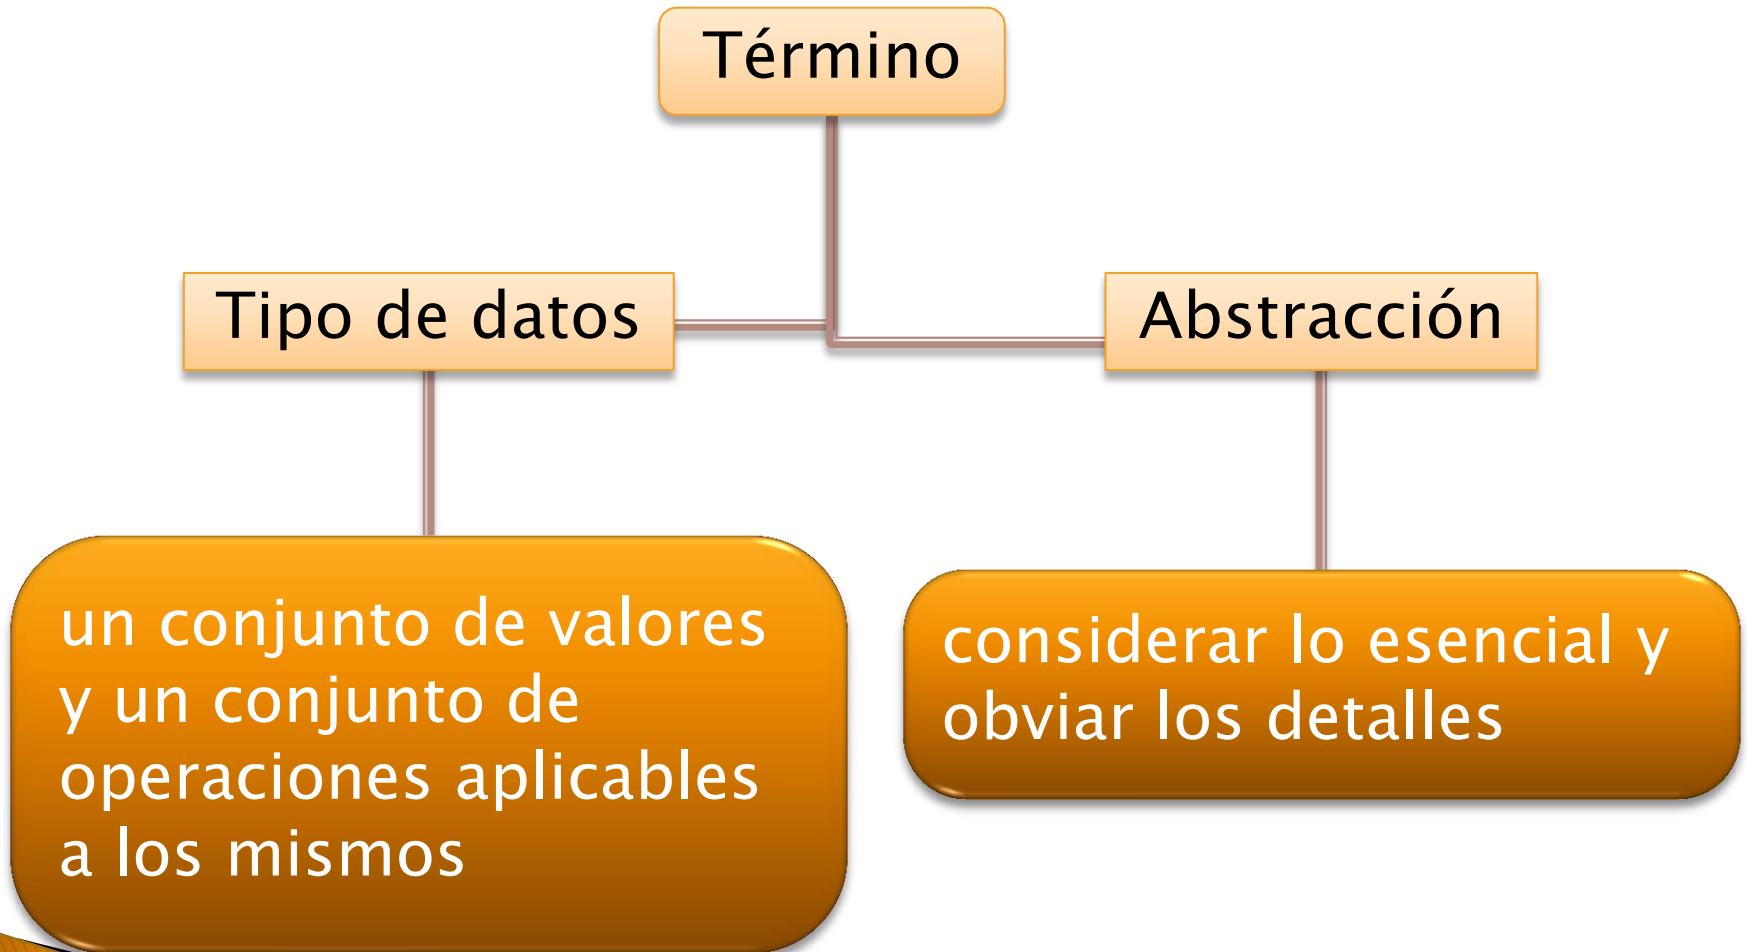 Término
Tipo de datos
Abstracción
un conjunto de valores
y un conjunto de
operaciones aplicables
a los mismos
considerar lo esencial y
obviar los detalles